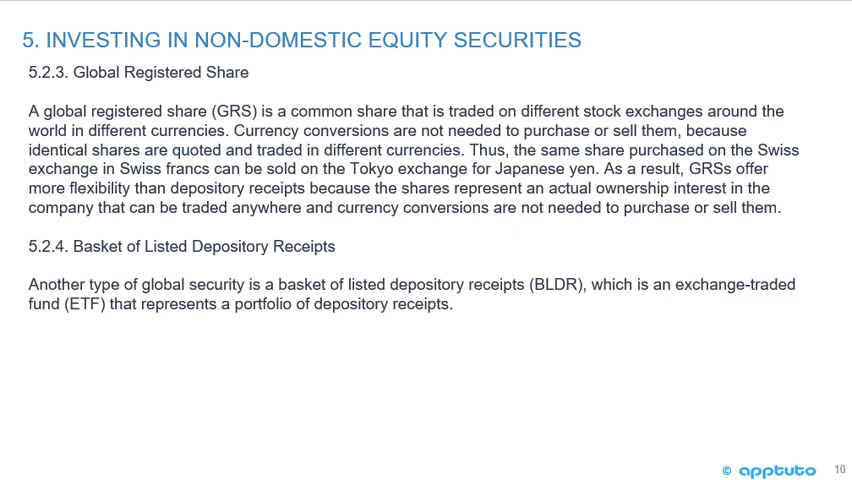 5. INVESTING IN NON-DOMESTIC EQUITY SECURITIES
5.2.3. Global Registered Share
A global registered share (GRS) is a common share that is traded on different stock exchanges around the
world in different currencies. Currency conversions are not needed to purchase or sell them, because
identical shares are quoted and traded in different currencies. Thus, the same share purchased on the Swiss
exchange in Swiss francs can be sold on the Tokyo exchange for Japanese yen. As a result, GRSs offer
more flexibility than depository receipts because the shares represent an actual ownership interest in the
company that can be traded anywhere and currency conversions are not needed to purchase or sell them.
5.2.4. Basket of Listed Depository Receipts
Another type of global security is a basket of listed depository receipts (BLDR), which is an exchange-traded
fund (ETF) that represents a portfolio of depository receipts.
© apptuto 10